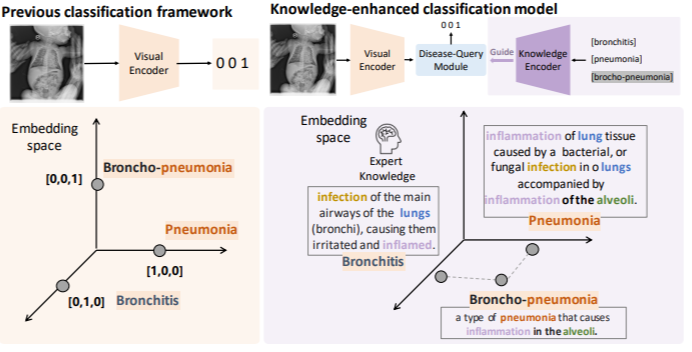 Previous classification framework
Visual
Encoder
0 0 1
Embedding
space
[0,0,1]
Broncho-pneumonia
Pneumonia
[1,0,0]
[0,1,0]
Bronchitis
Knowledge-enhanced classification model
Visual
Encoder
0 0 1
Disease-Query
Module
Guide
Knowledge
Encoder
[bronchitis]
[pneumonia]
[brocho-pneumonia]
Embedding
space
Expert
Knowledge
infection of the main
airways of the lungs
(bronchi), causing them
irritated and inflamed.
Bronchitis
inflammation of lung tissue
caused by a bacterial, or
fungal infection in o lungs
accompanied by
inflammation of the alveoli.
Pneumonia
Broncho-pneumonia
a type of pneumonia that causes
inflammation in the alveoli.